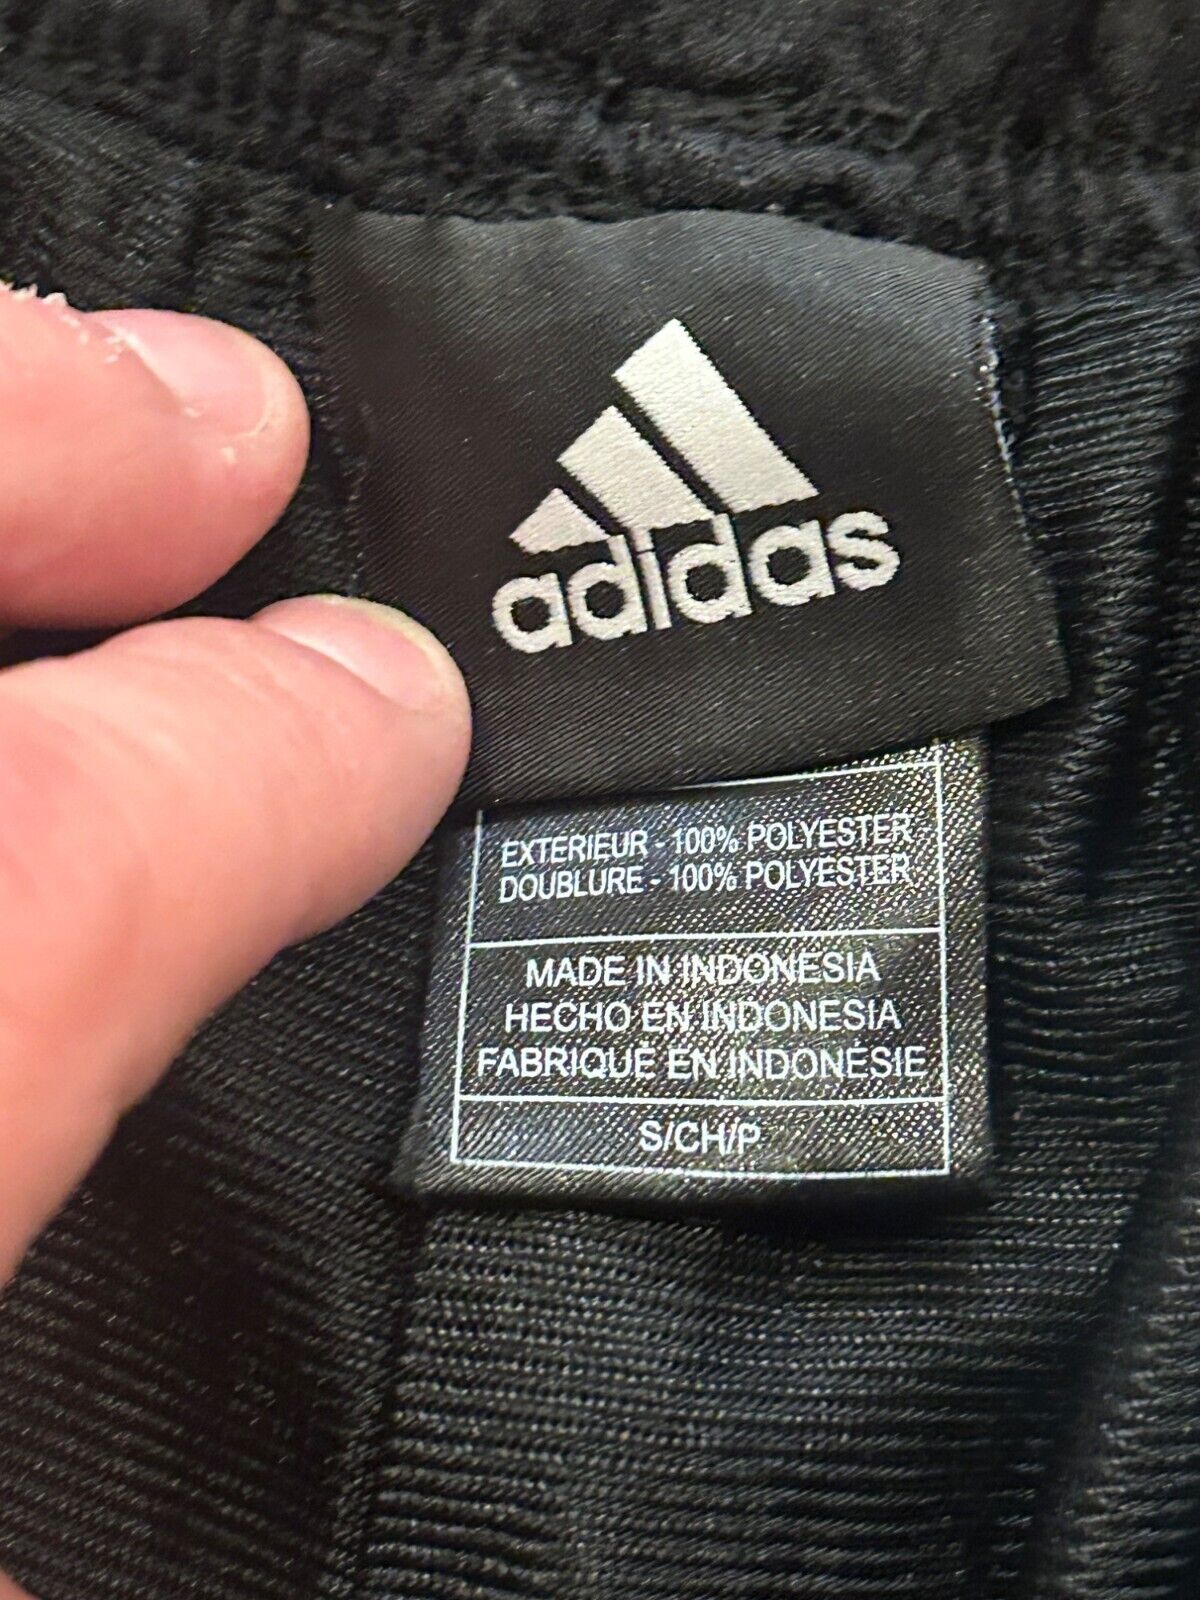 adidas
EXTERIEUR - 100% POLYESTER
DOUBLURE - 100% POLYESTER
MADE IN INDONESIA
HECHO EN INDONESIA
FABRIQUÉ EN INDONÉSIE
S/CH/P